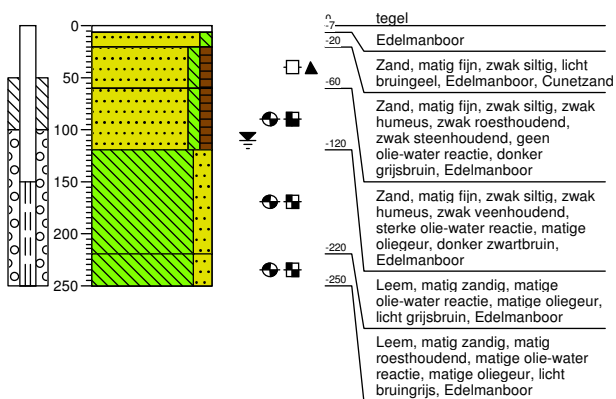 0
50
100
150
200
250
0
-7
-20
-60
-120
-220
-250
tegel
Edelmanboor
Zand, matig fijn, zwak siltig, licht
bruingeel, Edelmanboor, Cunetzand
Zand, matig fijn, zwak siltig, zwak
humeus, zwak roesthoudend,
zwak steenhoudend, geen
olie-water reactie, donker
grijsbruin, Edelmanboor
Zand, matig fijn, zwak siltig, zwak
humeus, zwak veenhoudend,
sterke olie-water reactie, matige
oliegeur, donker zwartbruin,
Edelmanboor
Leem, matig zandig, matige
olie-water reactie, matige oliegeur,
licht grijsbruin, Edelmanboor
Leem, matig zandig, matig
roesthoudend, matige olie-water
reactie, matige oliegeur, licht
bruingrijs, Edelmanboor